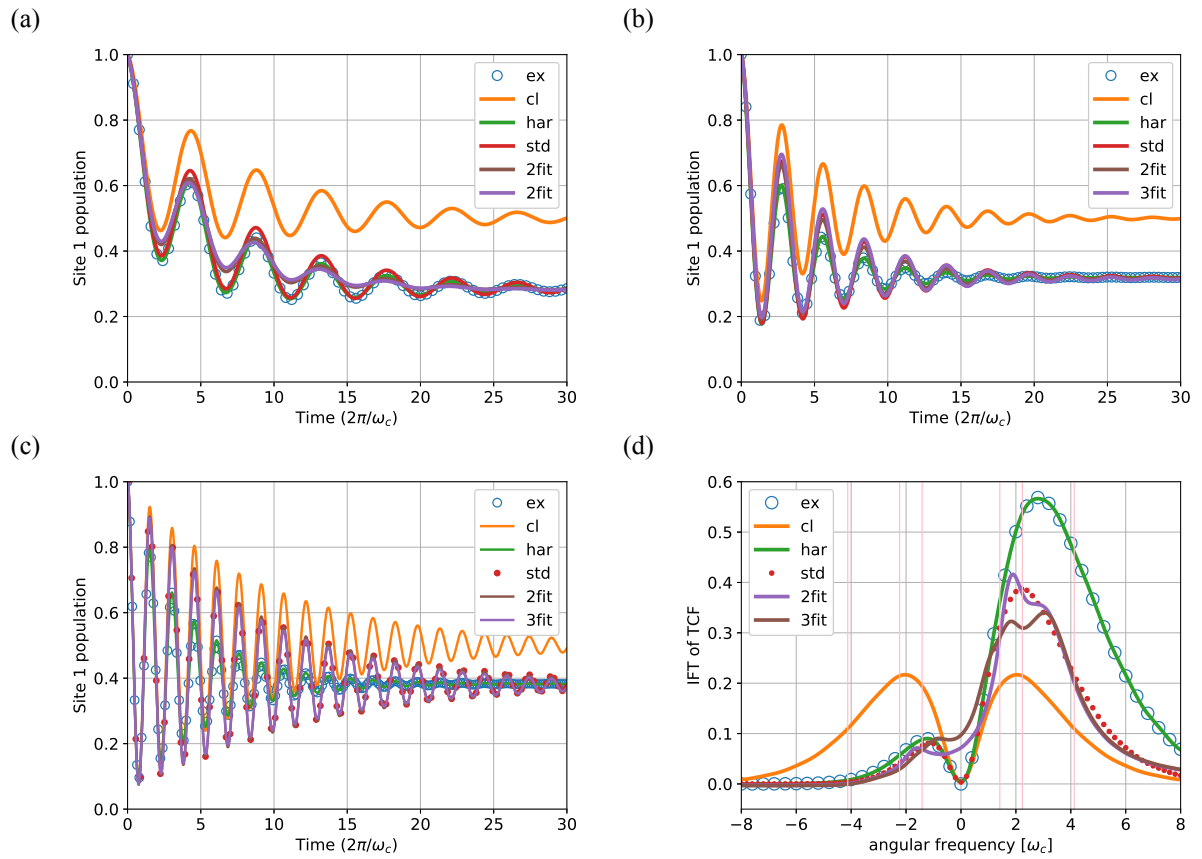 (a)
1.0
0.8
0.6
0.4
0.2
0.0
Site 1 population
0 5 10 15 20 25 30
Time (2π/ω_c)
ex
cl
har
std
2fit
2fit
(b)
1.0
0.8
0.6
0.4
0.2
0.0
Site 1 population
0 5 10 15 20 25 30
Time (2π/ω_c)
ex
cl
har
std
2fit
3fit
(c)
1.0
0.8
0.6
0.4
0.2
0.0
Site 1 population
0 5 10 15 20 25 30
Time (2π/ω_c)
ex
cl
har
std
2fit
3fit
(d)
0.6
0.5
0.4
0.3
0.2
0.1
0.0
IFT of TCF
−8 −6 −4 −2 0 2 4 6 8
angular frequency [ω_c]
ex
cl
har
std
2fit
3fit